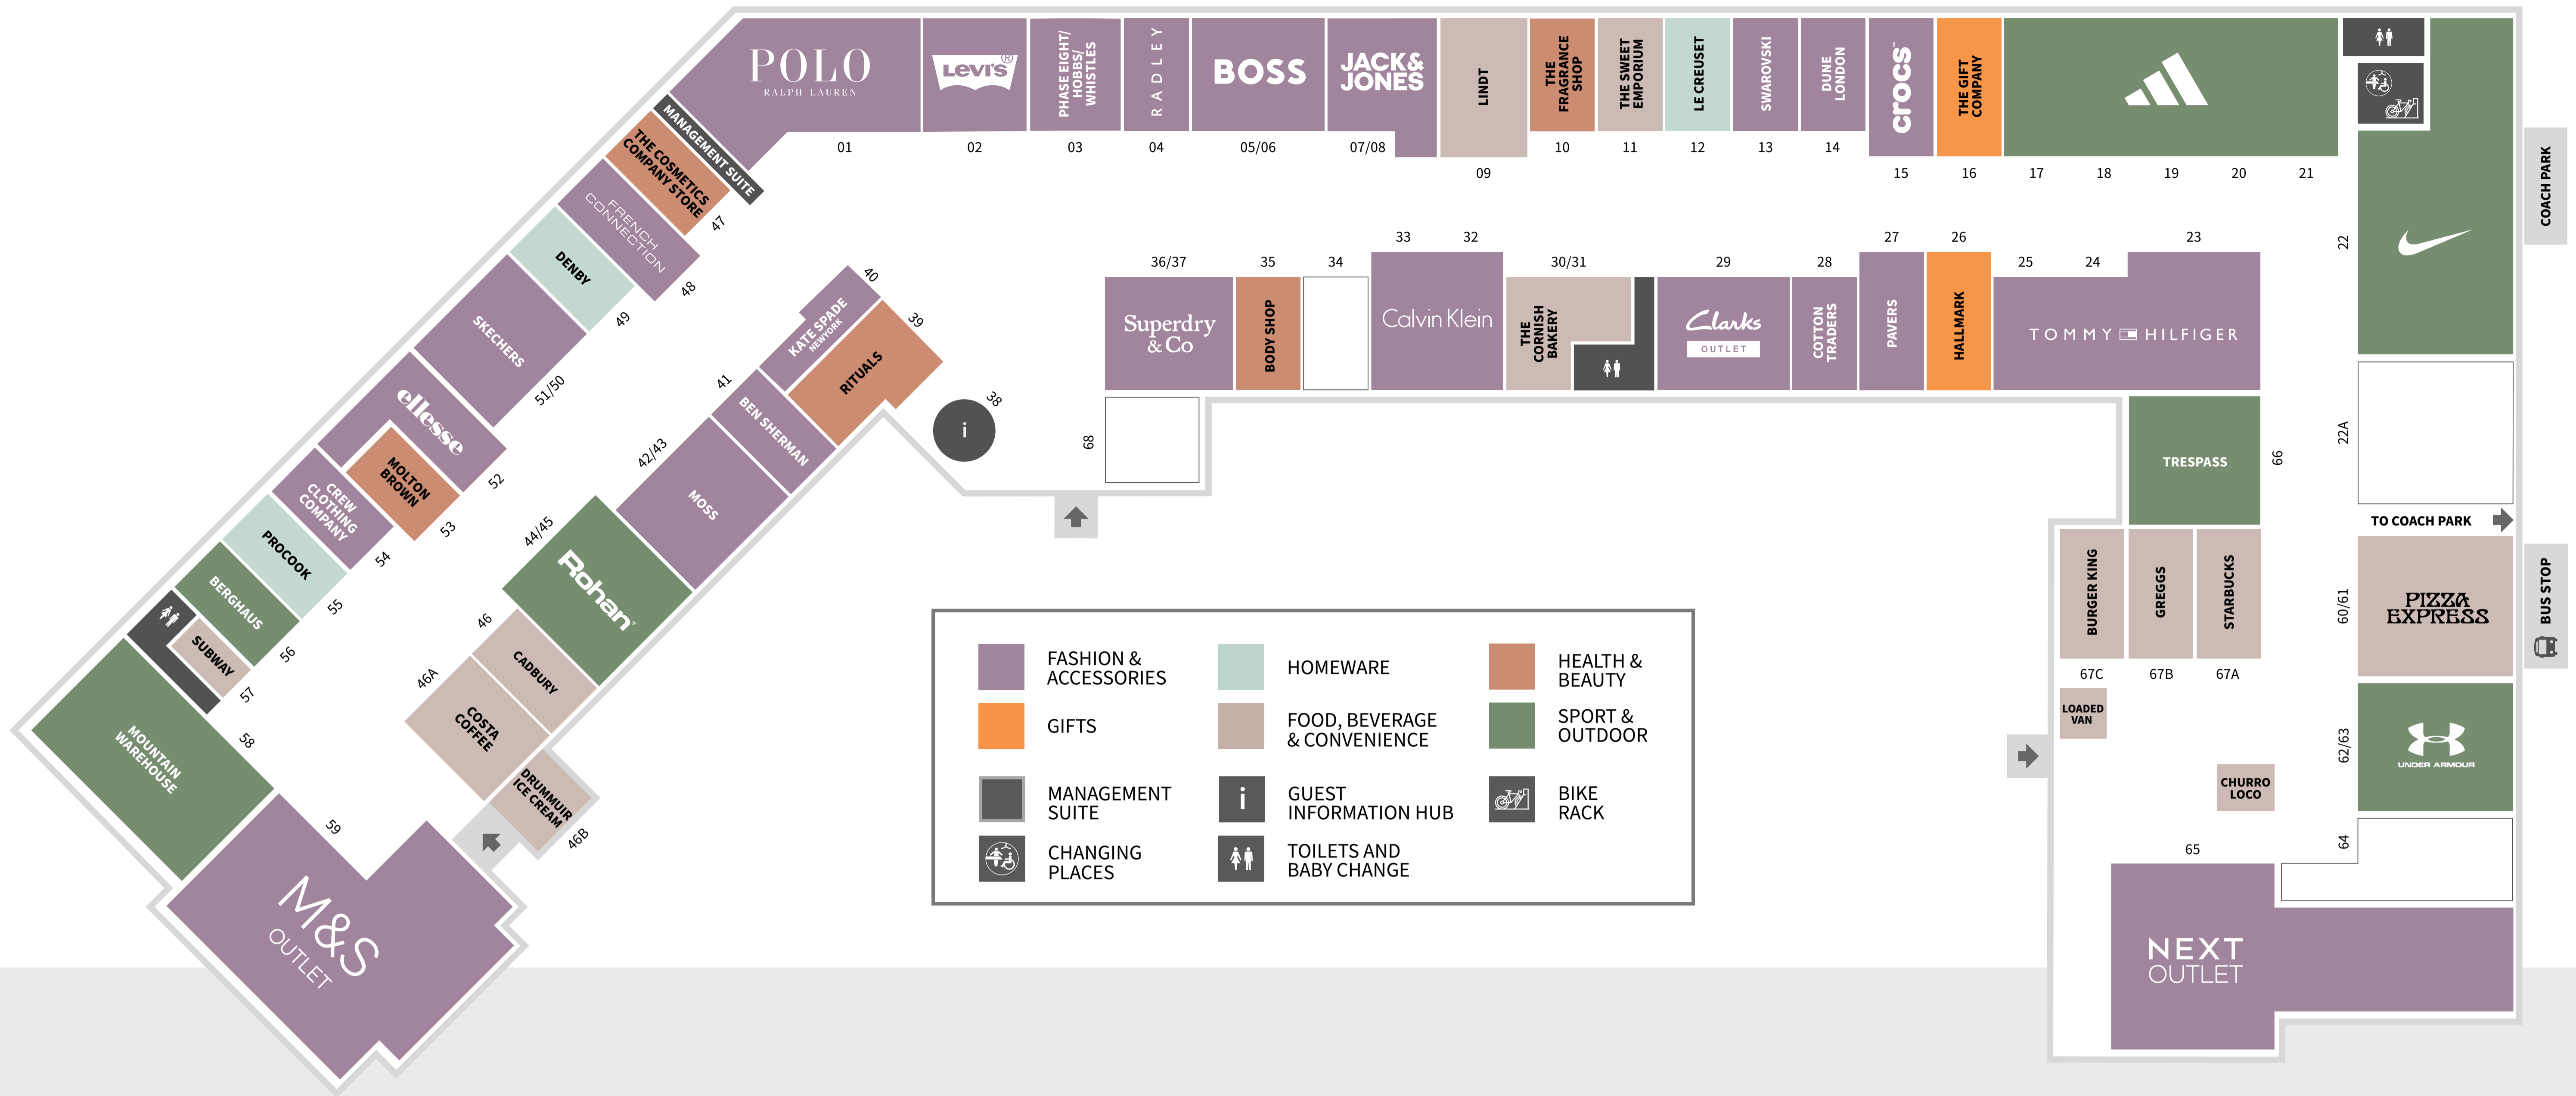 POLO
RALPH LAUREN
01
LEVI'S®
02
PHASE EIGHT/
HOBBS/
WHISTLES
03
RADLEY
04
BOSS
05/06
JACK&
JONES
07/08
LINDT
09
THE
FRAGRANCE
SHOP
10
THE SWEET
EMPORIUM
11
LE CREUSET
12
SWAROVSKI
13
DUNE
LONDON
14
crocs™
15
THE GIFT
COMPANY
16
17
18
19
20
21
22
COACH PARK
22A
TO COACH PARK
BUS STOP
PIZZA
EXPRESS
60/61
UNDER ARMOUR
62/63
64
NEXT
OUTLET
65
CHURRO
LOCO
LOADED
VAN
BURGER KING
67C
GREGGS
67B
STARBUCKS
67A
TRESPASS
66
TOMMY HILFIGER
23
24
25
HALLMARK
26
PAVERS
27
COTTON
TRADERS
28
Clarks
OUTLET
29
THE
CORNISH
BAKERY
30/31
Calvin Klein
32
33
34
BODY SHOP
35
Superdry
&Co
36/37
68
i
38
RITUALS
39
KATE SPADE
NEW YORK
40
BEN SHERMAN
41
MOSS
42/43
Rohan®
44/45
CADBURY
46
COSTA
COFFEE
46A
DRUMMUIR
ICE CREAM
46B
MANAGEMENT SUITE
THE COSMETICS
COMPANY STORE
47
FRENCH
CONNECTION
48
DENBY
49
SKECHERS
51/50
ellesse
52
MOLTON
BROWN
53
CREW
CLOTHING
COMPANY
54
PROCOOK
55
BERGHAUS
56
SUBWAY
57
MOUNTAIN
WAREHOUSE
58
M&S
OUTLET
59
FASHION &
ACCESSORIES
HOMEWARE
HEALTH &
BEAUTY
GIFTS
FOOD, BEVERAGE
& CONVENIENCE
SPORT &
OUTDOOR
MANAGEMENT
SUITE
i
GUEST
INFORMATION HUB
BIKE
RACK
CHANGING
PLACES
TOILETS AND
BABY CHANGE